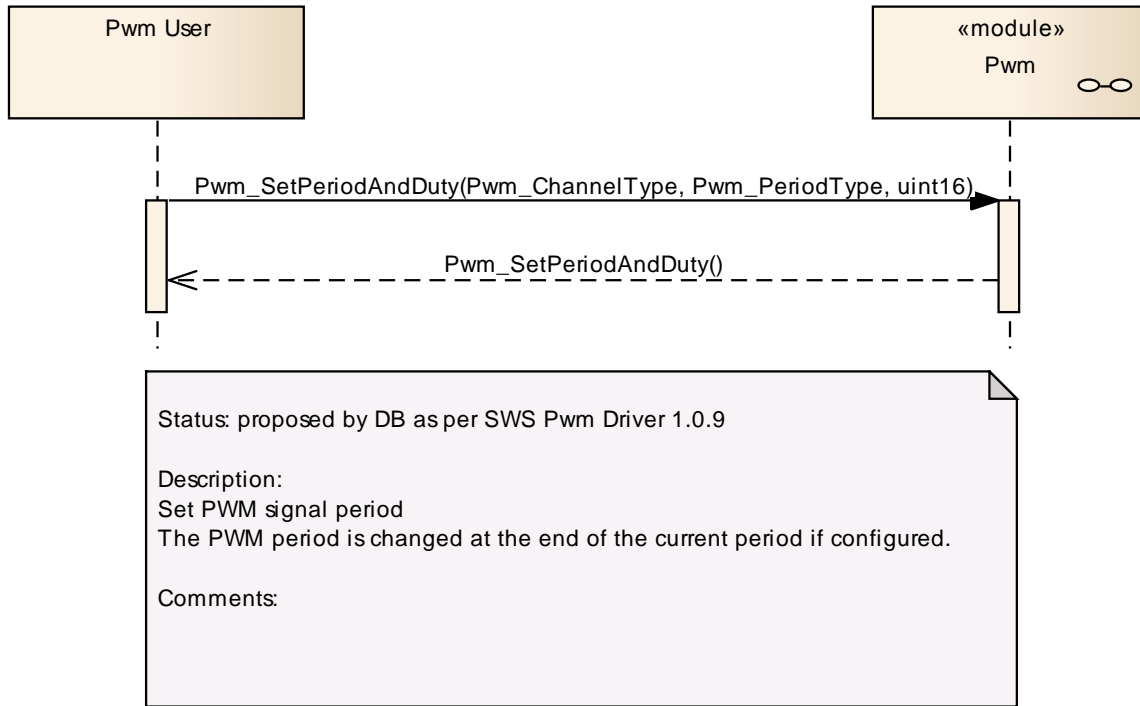 Pwm User
«module»
Pwm
Pwm_SetPeriodAndDuty(Pwm_ChannelType, Pwm_PeriodType, uint16)
Pwm_SetPeriodAndDuty()
Status: proposed by DB as per SWS Pwm Driver 1.0.9
Description:
Set PWM signal period
The PWM period is changed at the end of the current period if configured.
Comments: